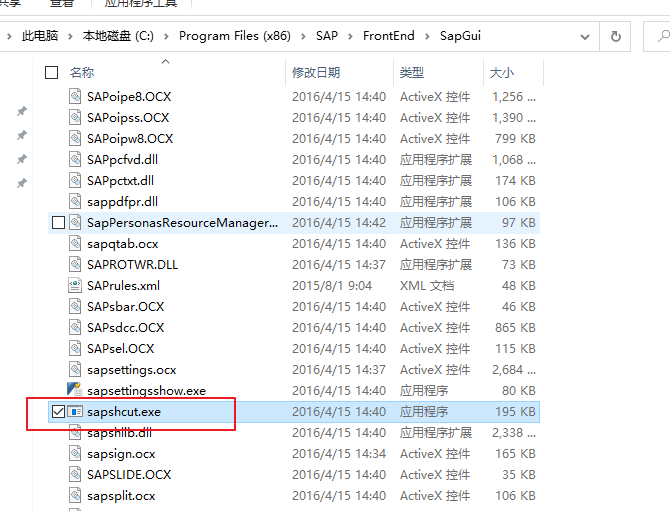 应用程序工具
此电脑 本地磁盘 (C:) Program Files (x86) SAP FrontEnd SapGui
名称 修改日期 类型 大小
SAPoipe8.OCX 2016/4/15 14:40 ActiveX 控件 1,256 ...
SAPoipss.OCX 2016/4/15 14:40 ActiveX 控件 1,390 ...
SAPoipw8.OCX 2016/4/15 14:40 ActiveX 控件 799 KB
SAPpcfvd.dll 2016/4/15 14:40 应用程序扩展 1,068 ...
SAPpctxt.dll 2016/4/15 14:40 应用程序扩展 174 KB
sappdfpr.dll 2016/4/15 14:40 应用程序扩展 106 KB
SapPersonasResourceManager... 2016/4/15 14:42 应用程序扩展 97 KB
sapqtab.ocx 2016/4/15 14:40 ActiveX 控件 136 KB
SAPROTWR.DLL 2016/4/15 14:37 应用程序扩展 73 KB
SAPrules.xml 2015/8/1 9:04 XML 文档 48 KB
SAPsbar.OCX 2016/4/15 14:40 ActiveX 控件 46 KB
SAPsdcc.OCX 2016/4/15 14:40 ActiveX 控件 865 KB
SAPsel.OCX 2016/4/15 14:40 ActiveX 控件 115 KB
sapsettings.ocx 2016/4/15 14:37 ActiveX 控件 2,684 ...
sapsettingsshow.exe 2016/4/15 14:40 应用程序 80 KB
sapshcut.exe 2016/4/15 14:40 应用程序 195 KB
sapshlib.dll 2016/4/15 14:40 应用程序扩展 2,338 ...
sapsign.ocx 2016/4/15 14:34 ActiveX 控件 165 KB
SAPSLIDE.OCX 2016/4/15 14:40 ActiveX 控件 35 KB
sapsplit.ocx 2016/4/15 14:40 ActiveX 控件 106 KB